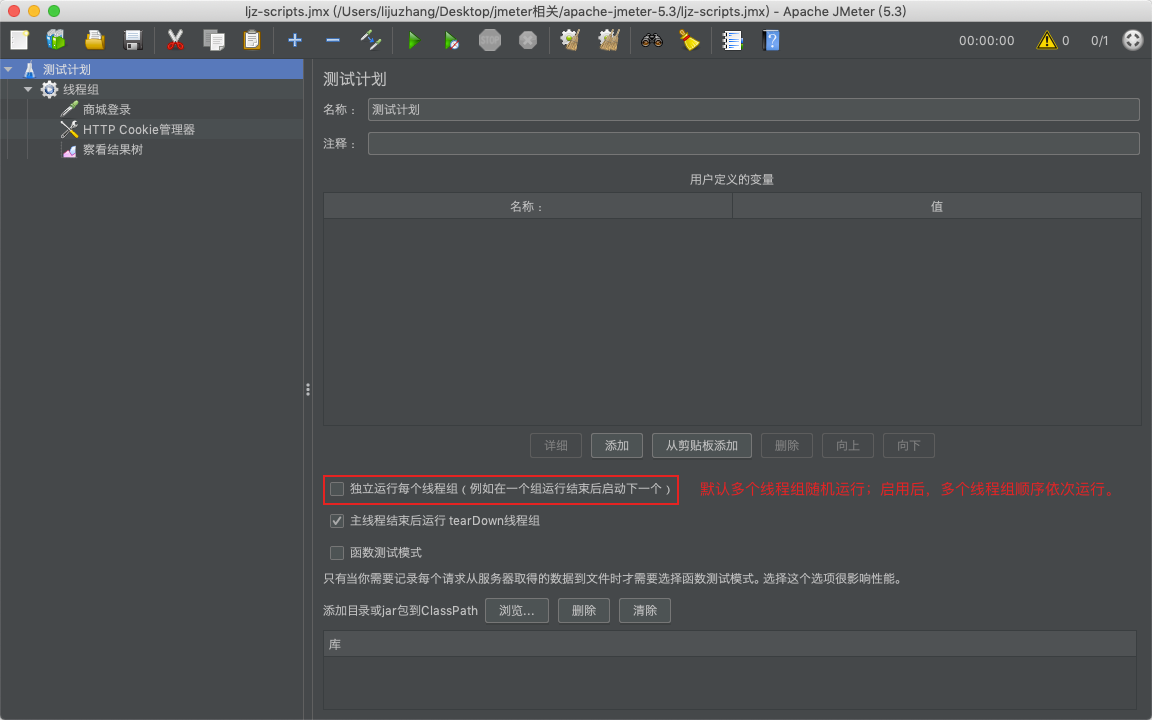 ljz-scripts.jmx (/Users/lijuzhang/Desktop/jmeter相关/apache-jmeter-5.3/ljz-scripts.jmx) - Apache JMeter (5.3)
STOP
?
00:00:00 0 0/1
测试计划
线程组
商城登录
HTTP Cookie管理器
察看结果树
测试计划
名称： 测试计划
注释：
用户定义的变量
名称： 值
详细 添加 从剪贴板添加 删除 向上 向下
独立运行每个线程组（例如在一个组运行结束后启动下一个） 默认多个线程组随机运行；启用后，多个线程组顺序依次运行。
主线程结束后运行 tearDown线程组
函数测试模式
只有当你需要记录每个请求从服务器取得的数据到文件时才需要选择函数测试模式。选择这个选项很影响性能。
添加目录或jar包到ClassPath 浏览... 删除 清除
库